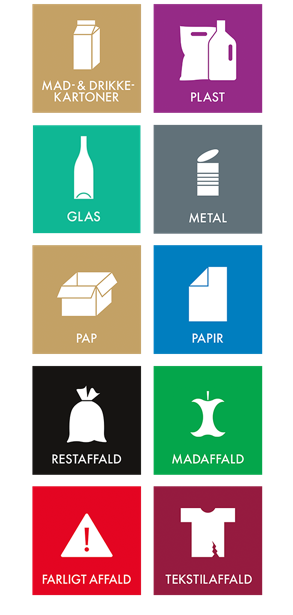 MAD- & DRIKKE-
KARTONER
PLAST
GLAS
METAL
PAP
PAPIR
RESTAFFALD
MADAFFALD
FARLIGT AFFALD
TEKSTILAFFALD